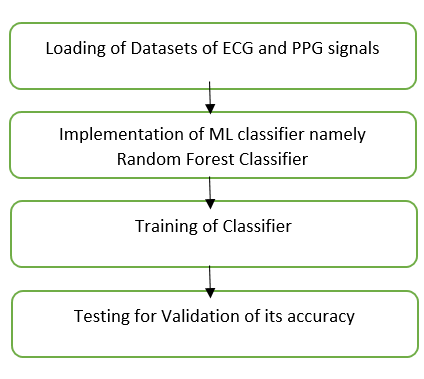 Loading of Datasets of ECG and PPG signals
Implementation of ML classifier namely
Random Forest Classifier
Training of Classifier
Testing for Validation of its accuracy